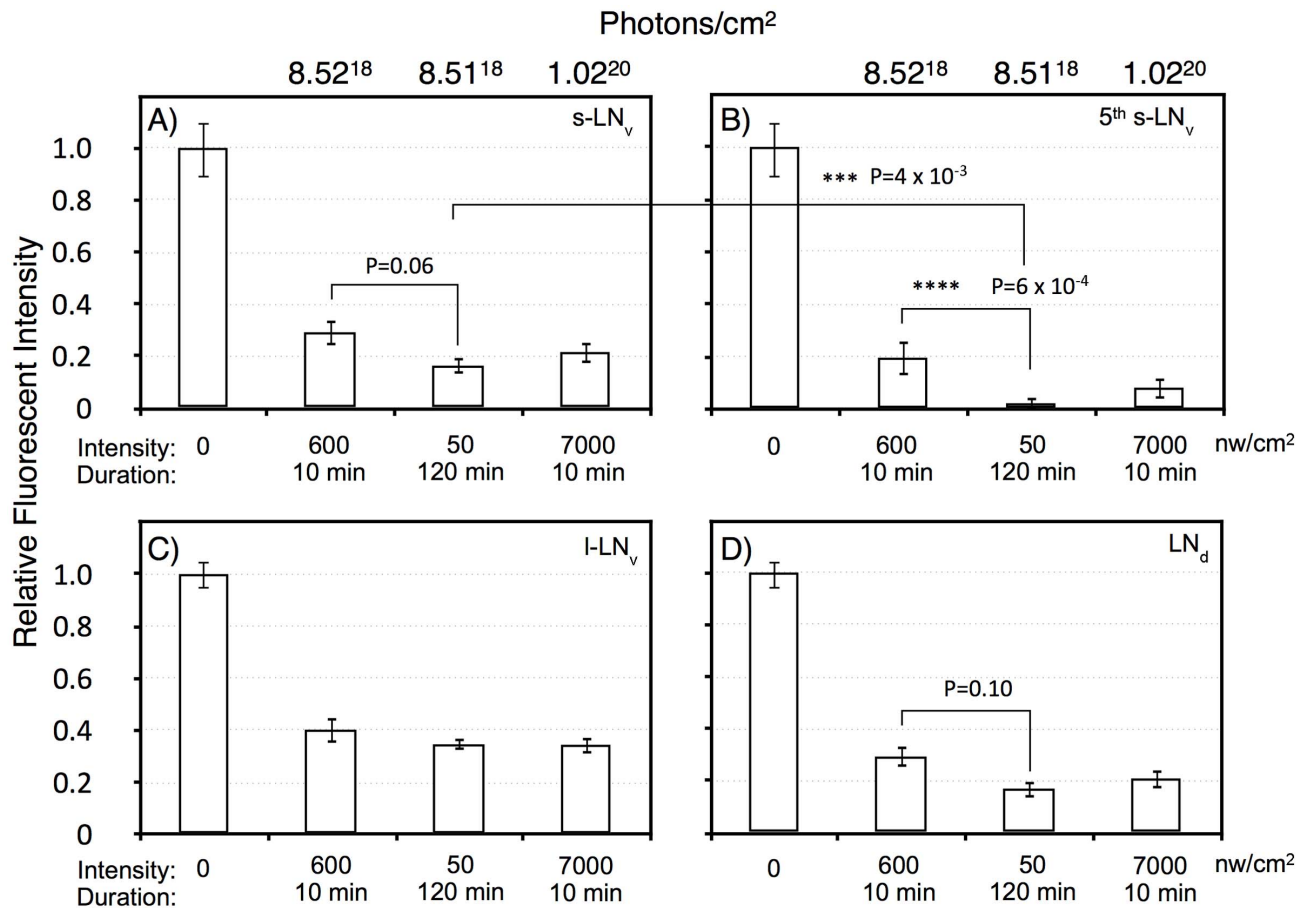 Photons/cm²
8.52¹⁸ 8.51¹⁸ 1.02²⁰ 8.52¹⁸ 8.51¹⁸ 1.02²⁰
Relative Fluorescent Intensity
A) s-LNᵥ
1.0
0.8
0.6
0.4
0.2
0
P=0.06
Intensity: 0 600 50 7000
Duration: 10 min 120 min 10 min
B) 5ᵗʰ s-LNᵥ
*** P=4 x 10⁻³
**** P=6 x 10⁻⁴
0 600 50 7000 nw/cm²
10 min 120 min 10 min
C) l-LNᵥ
1.0
0.8
0.6
0.4
0.2
0
Intensity: 0 600 50 7000
Duration: 10 min 120 min 10 min
D) LN_d
P=0.10
0 600 50 7000 nw/cm²
10 min 120 min 10 min